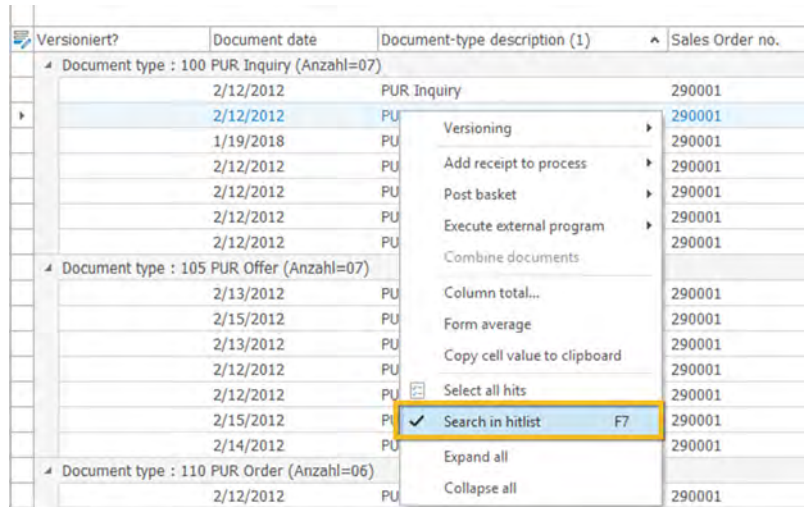 Versioniert? Document date Document-type description (1) Sales Order no.
Document type : 100 PUR Inquiry (Anzahl=07)
2/12/2012 PUR Inquiry 290001
2/12/2012 PU 290001
Versioning
1/19/2018 PU 290001
2/12/2012 PU Add receipt to process 290001
2/12/2012 PU Post basket 290001
2/12/2012 PU Execute external program 290001
2/12/2012 PU 290001
Combine documents
Document type : 105 PUR Offer (Anzahl=07)
2/13/2012 PU Column total... 290001
2/15/2012 PU 290001
Form average
2/13/2012 PU 290001
2/12/2012 PU Copy cell value to clipboard 290001
2/12/2012 PU Select all hits 290001
2/15/2012 PU Search in hitlist F7 290001
2/14/2012 PU 290001
Expand all
Document type : 110 PUR Order (Anzahl=06)
Collapse all
2/12/2012 PU 290001